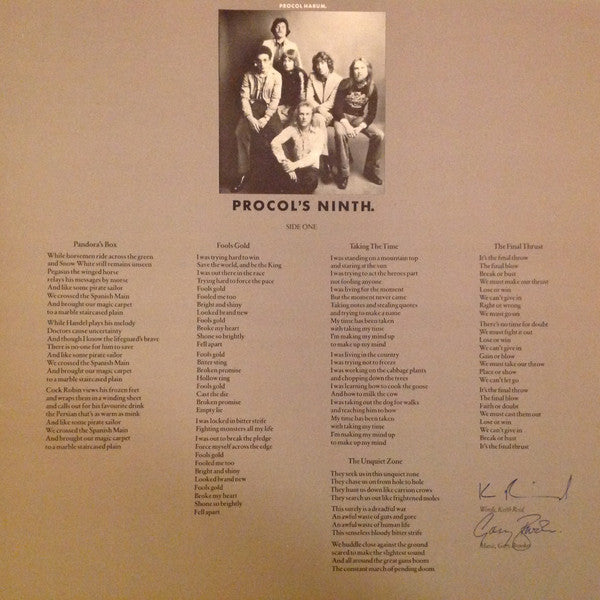 PROCOL HARUM.
PROCOL'S NINTH.
SIDE ONE
Pandora's Box
While horsemen ride across the green
and Snow White still remains unseen
Pegasus the winged horse
relays his messages by morse
And like some pirate sailor
We crossed the Spanish Main
And brought our magic carpet
to a marble staircased plain
While Handel plays his melody
Doctors cause uncertainty
And though I know the lifeguard's brave
There is no-one for him to save
And like some pirate sailor
We crossed the Spanish Main
And brought our magic carpet
to a marble staircased plain
Cock Robin views his frozen feet
and wraps them in a winding sheet
and calls out for his favourite drink
the Persian that's as warm as mink
And like some pirate sailor
We crossed the Spanish Main
And brought our magic carpet
to a marble staircased plain
Fools Gold
I was trying hard to win
Save the world, and be the King
I was out there in the race
Trying hard to force the pace
Fools gold
Fooled me too
Bright and shiny
Looked brand new
Fools gold
Broke my heart
Shone so brightly
Fell apart
Fools gold
Bitter sting
Broken promise
Hollow ring
Fools gold
Cast the die
Broken promise
Empty lie
I was locked in bitter strife
Fighting monsters all my life
I was out to break the pledge
Force myself across the edge
Fools gold
Fooled me too
Bright and shiny
Looked brand new
Fools gold
Broke my heart
Shone so brightly
Fell apart
Taking The Time
I was standing on a mountain top
and staring at the sun
I was trying to act the heroes part
not fooling anyone
I was living for the moment
But the moment never came
Taking notes and stealing quotes
and trying to make a name
My time has been taken
with taking my time
I'm making my mind up
to make up my mind
I was living in the country
I was trying not to freeze
I was working on the cabbage plants
and chopping down the trees
I was learning how to cook the goose
And how to milk the cow
I was taking out the dog for walks
and teaching him to bow
My time has been taken
with taking my time
I'm making my mind up
to make up my mind
The Unquiet Zone
They seek us in this unquiet zone
They chase us on from hole to hole
They hunt us down like carrion crows
They search us out like frightened moles
This surely is a dreadful war
An awful waste of guts and gore
An awful waste of human life
This senseless bloody bitter strife
We huddle close against the ground
scared to make the slightest sound
And all around the great guns boom
The constant march of pending doom.
The Final Thrust
It's the final throw
The final blow
Break or bust
We must make our thrust
Lose or win
We can't give in
Right or wrong
We must go on
There's no time for doubt
We must fight it out
Lose or win
We can't give in
Gain or blow
We must take our throw
Place or show
We can't let go
It's the final throw
The final blow
Faith or doubt
We must cast them out
Lose or win
We can't give in
Break or bust
It's the final thrust
Words, Keith Reid
Music, Gary Brooker